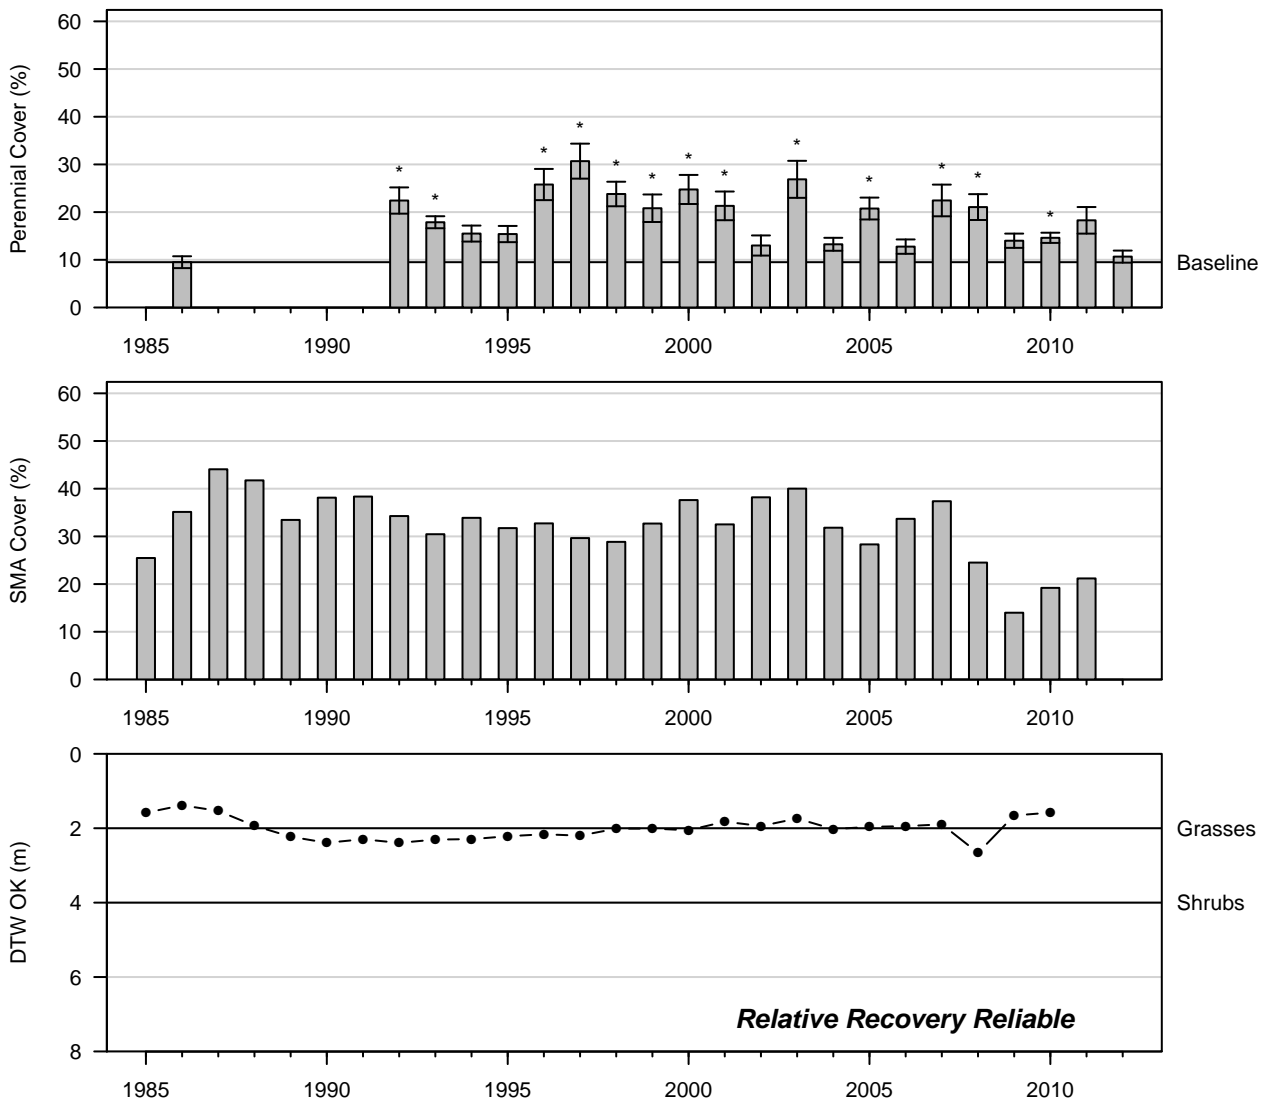 Perennial Cover (%)
60
50
40
30
20
10
0
* * * * * * * * * * * * *
Baseline
1985 1990 1995 2000 2005 2010
SMA Cover (%)
60
50
40
30
20
10
0
1985 1990 1995 2000 2005 2010
DTW OK (m)
0
2
4
6
8
Grasses
Shrubs
Relative Recovery Reliable
1985 1990 1995 2000 2005 2010